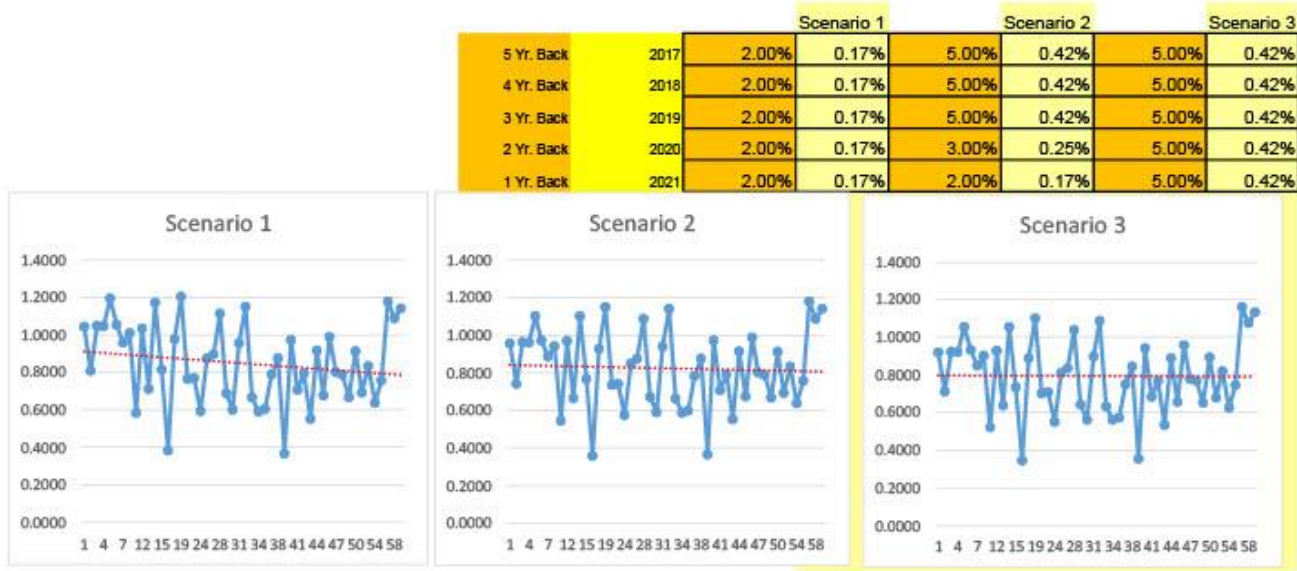 Scenario 1 Scenario 2 Scenario 3
5 Yr. Back 2017 2.00% 0.17% 5.00% 0.42% 5.00% 0.42%
4 Yr. Back 2018 2.00% 0.17% 5.00% 0.42% 5.00% 0.42%
3 Yr. Back 2019 2.00% 0.17% 5.00% 0.42% 5.00% 0.42%
2 Yr. Back 2020 2.00% 0.17% 3.00% 0.25% 5.00% 0.42%
1 Yr. Back 2021 2.00% 0.17% 2.00% 0.17% 5.00% 0.42%
Scenario 1
1.4000
1.2000
1.0000
0.8000
0.6000
0.4000
0.2000
0.0000
1 4 7 12 15 19 24 28 31 34 38 41 44 47 50 54 58
Scenario 2
1.4000
1.2000
1.0000
0.8000
0.6000
0.4000
0.2000
0.0000
1 4 7 12 15 19 24 28 31 34 38 41 44 47 50 54 58
Scenario 3
1.4000
1.2000
1.0000
0.8000
0.6000
0.4000
0.2000
0.0000
1 4 7 12 15 19 24 28 31 34 38 41 44 47 50 54 58